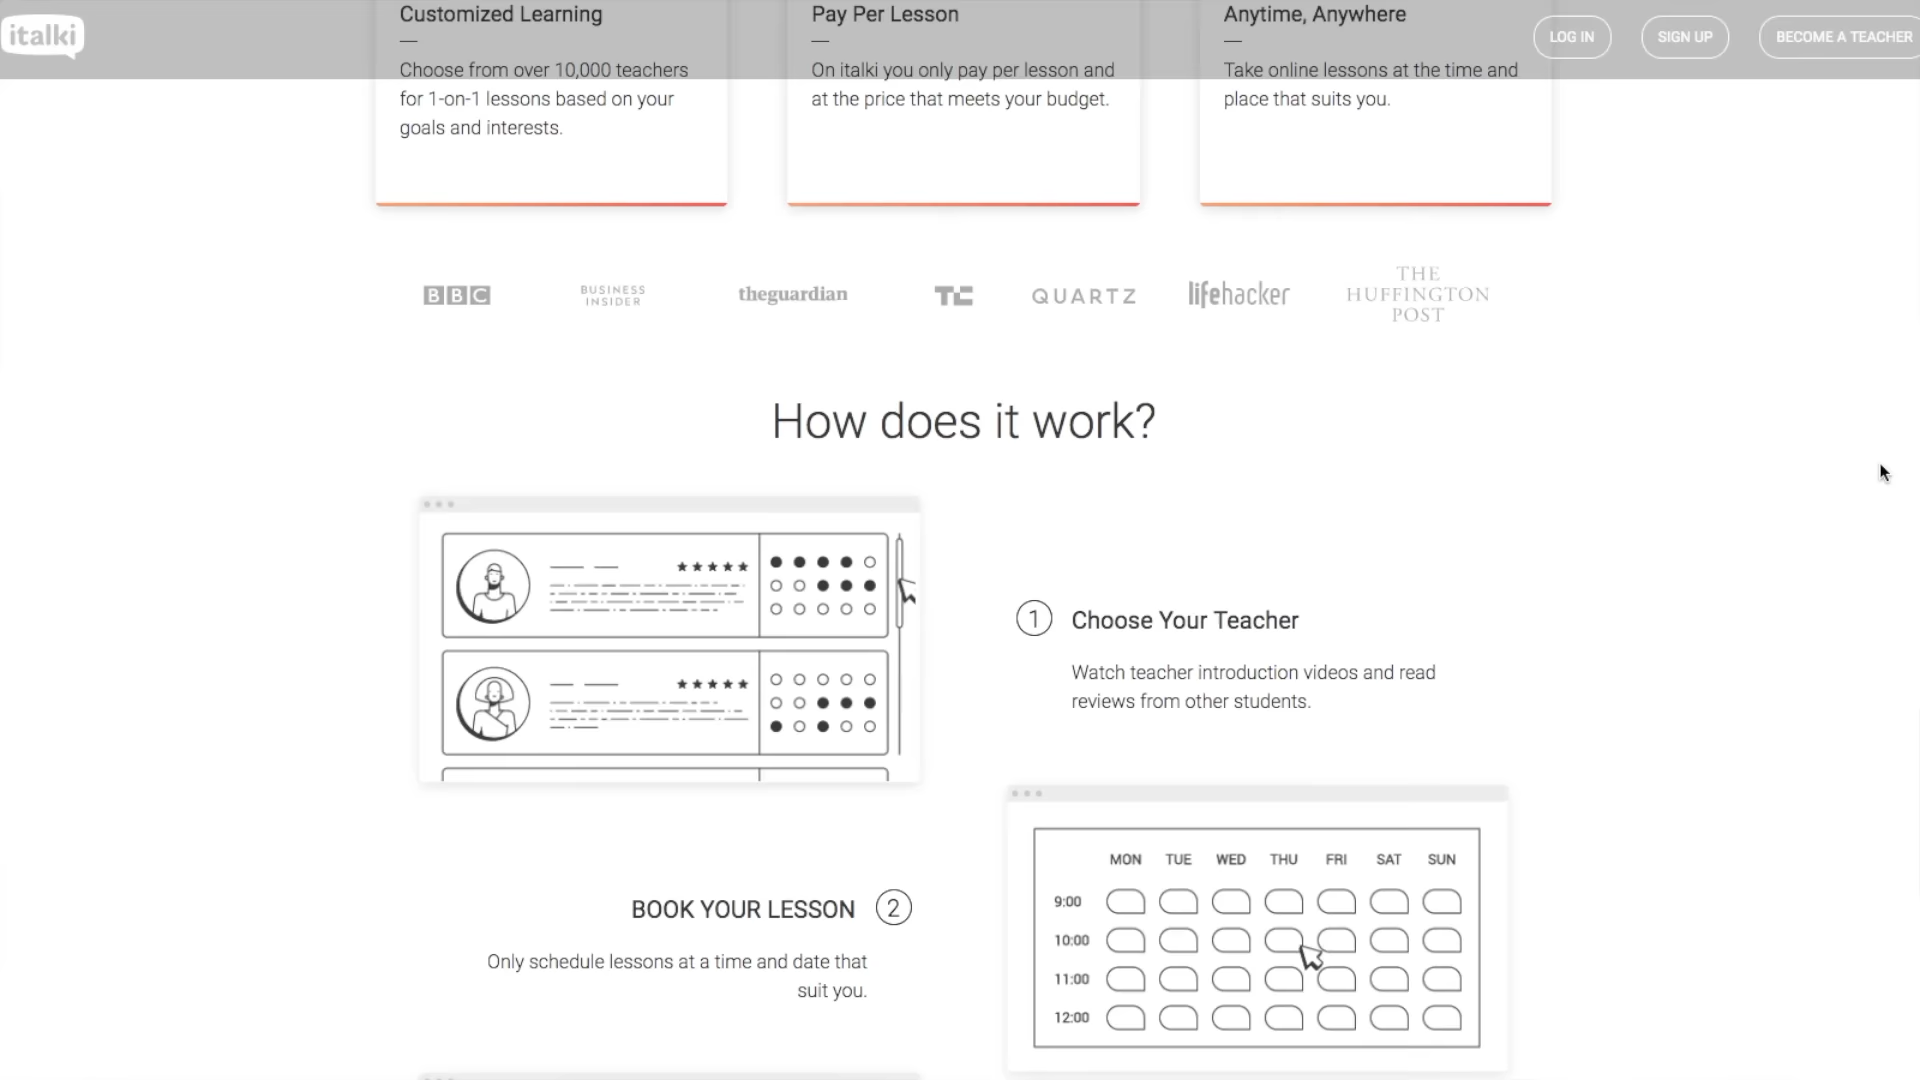 italki
LOG IN
SIGN UP
BECOME A TEACHER
Customized Learning
Choose from over 10,000 teachers
for 1-on-1 lessons based on your
goals and interests.
Pay Per Lesson
On italki you only pay per lesson and
at the price that meets your budget.
Anytime, Anywhere
Take online lessons at the time and
place that suits you.
BBC
BUSINESS
INSIDER
theguardian
TC
QUARTZ
lifehacker
THE
HUFFINGTON
POST
How does it work?
1 Choose Your Teacher
Watch teacher introduction videos and read
reviews from other students.
BOOK YOUR LESSON 2
Only schedule lessons at a time and date that
suit you.
MON TUE WED THU FRI SAT SUN
9:00
10:00
11:00
12:00